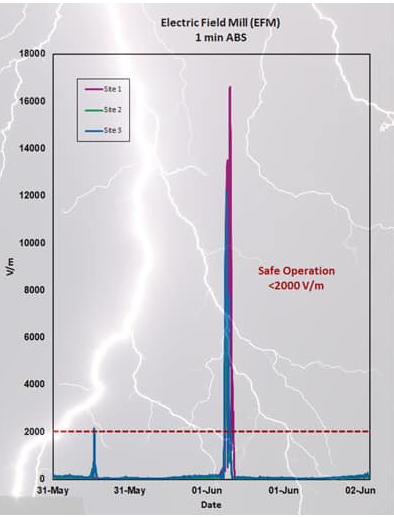 Electric Field Mill (EFM)
1 min ABS
18000
16000
14000
12000
10000
8000
6000
4000
2000
0
V/m
Site 1
Site 2
Site 3
Safe Operation
<2000 V/m
31-May
31-May
01-Jun
01-Jun
02-Jun
Date